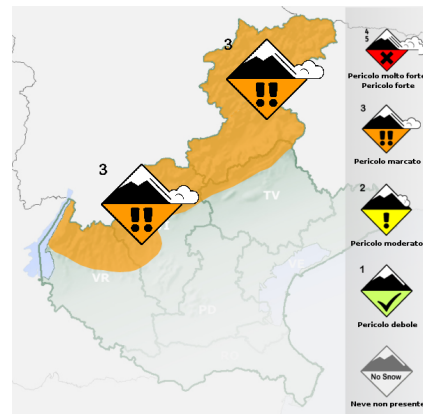 3
3
TV
VR
PD
4
5
Pericolo molto forte
Pericolo forte
3
Pericolo marcato
2
Pericolo moderato
1
Pericolo debole
No Snow
Neve non presente